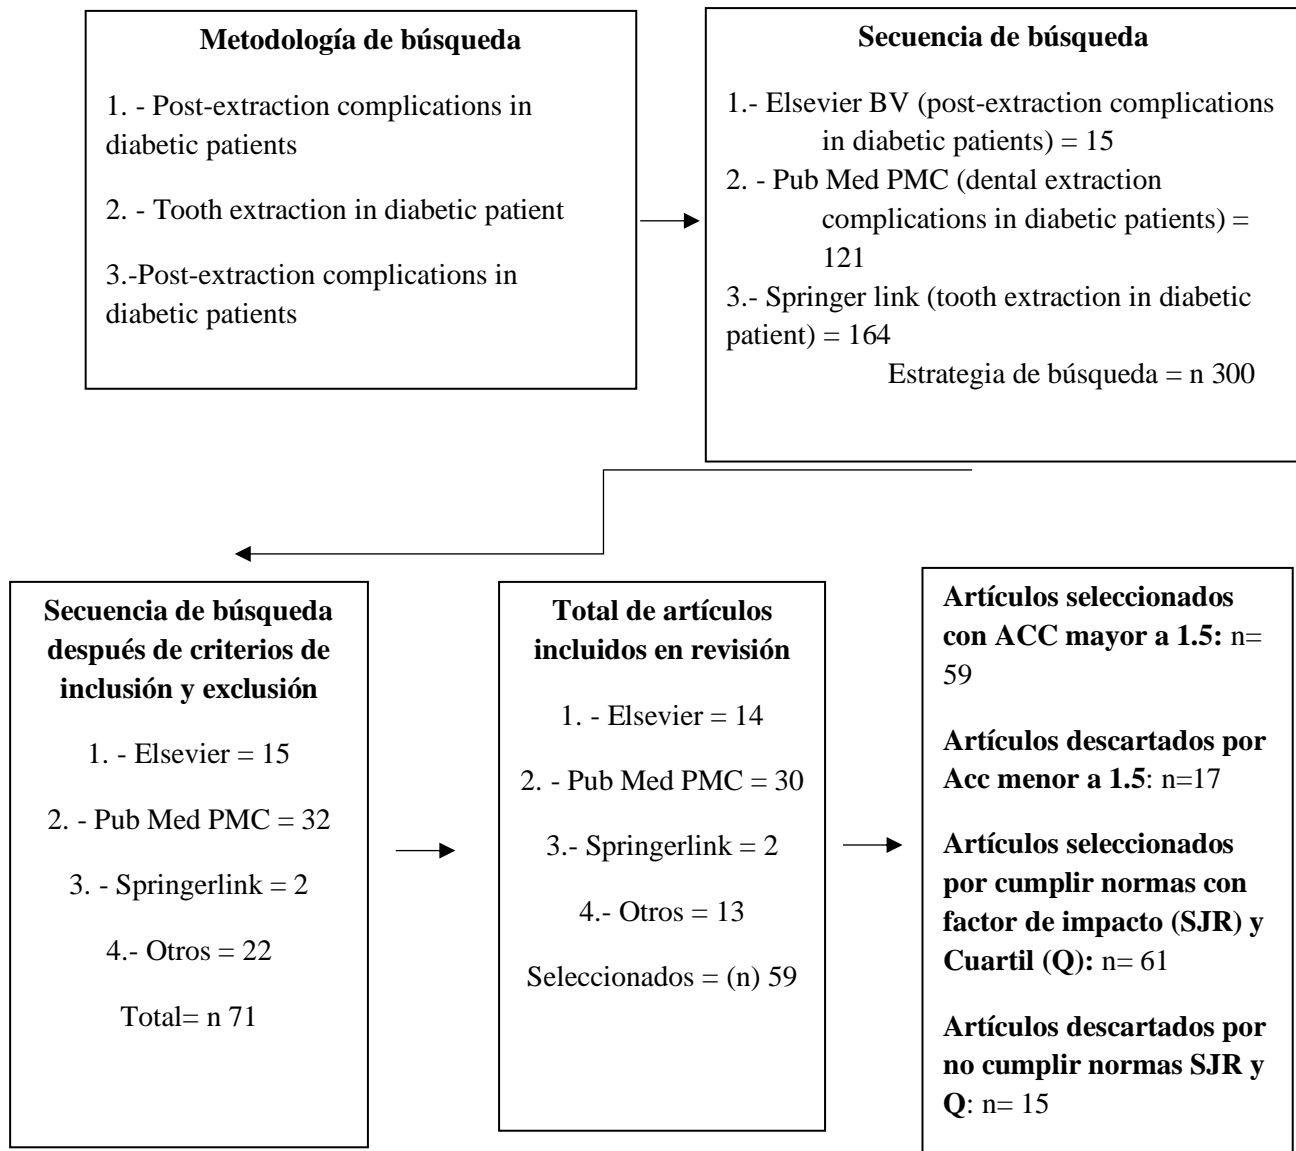 Metodología de búsqueda
1. - Post-extraction complications in
diabetic patients
2. - Tooth extraction in diabetic patient
3.-Post-extraction complications in
diabetic patients
Secuencia de búsqueda
1.- Elsevier BV (post-extraction complications
in diabetic patients) = 15
2. - Pub Med PMC (dental extraction
complications in diabetic patients) =
121
3.- Springer link (tooth extraction in diabetic
patient) = 164
Estrategia de búsqueda = n 300
Secuencia de búsqueda
después de criterios de
inclusión y exclusión
1. - Elsevier = 15
2. - Pub Med PMC = 32
3. - Springerlink = 2
4.- Otros = 22
Total= n 71
Total de artículos
incluidos en revisión
1. - Elsevier = 14
2. - Pub Med PMC = 30
3.- Springerlink = 2
4.- Otros = 13
Seleccionados = (n) 59
Artículos seleccionados
con ACC mayor a 1.5: n=
59
Artículos descartados por
Acc menor a 1.5: n=17
Artículos seleccionados
por cumplir normas con
factor de impacto (SJR) y
Cuartil (Q): n= 61
Artículos descartados por
no cumplir normas SJR y
Q: n= 15